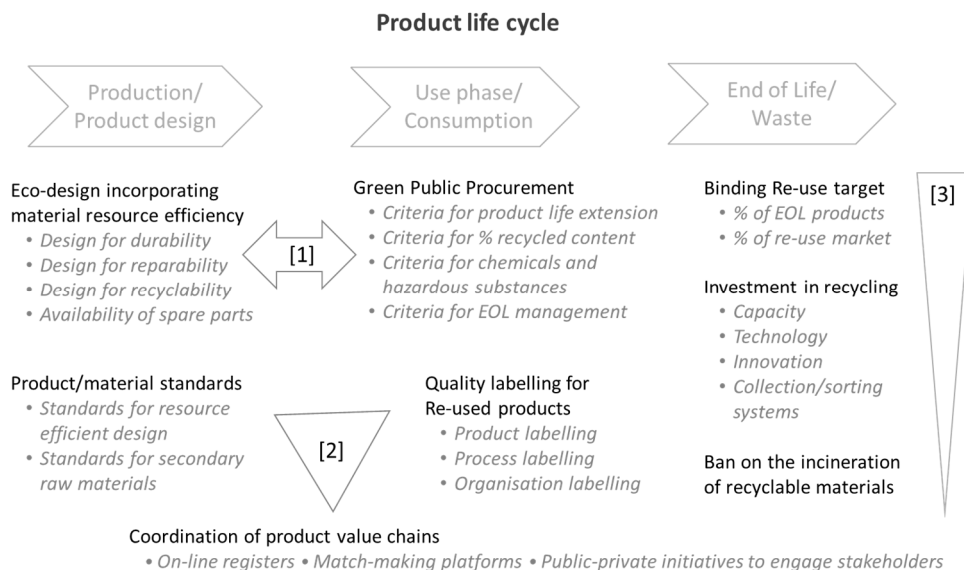 Product life cycle
Production/
Product design
Use phase/
Consumption
End of Life/
Waste
Eco-design incorporating
material resource efficiency
• Design for durability
• Design for reparability
• Design for recyclability
• Availability of spare parts
[1]
Green Public Procurement
• Criteria for product life extension
• Criteria for % recycled content
• Criteria for chemicals and
hazardous substances
• Criteria for EOL management
Binding Re-use target
• % of EOL products
• % of re-use market
Investment in recycling
• Capacity
• Technology
• Innovation
• Collection/sorting
systems
[3]
Product/material standards
• Standards for resource
efficient design
• Standards for secondary
raw materials
[2]
Quality labelling for
Re-used products
• Product labelling
• Process labelling
• Organisation labelling
Ban on the incineration
of recyclable materials
Coordination of product value chains
• On-line registers • Match-making platforms • Public-private initiatives to engage stakeholders